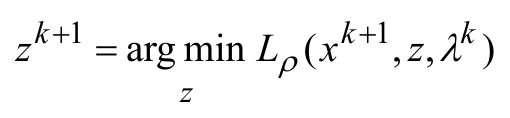 z^{k+1} = arg min_z L_ρ(x^{k+1}, z, λ^k)